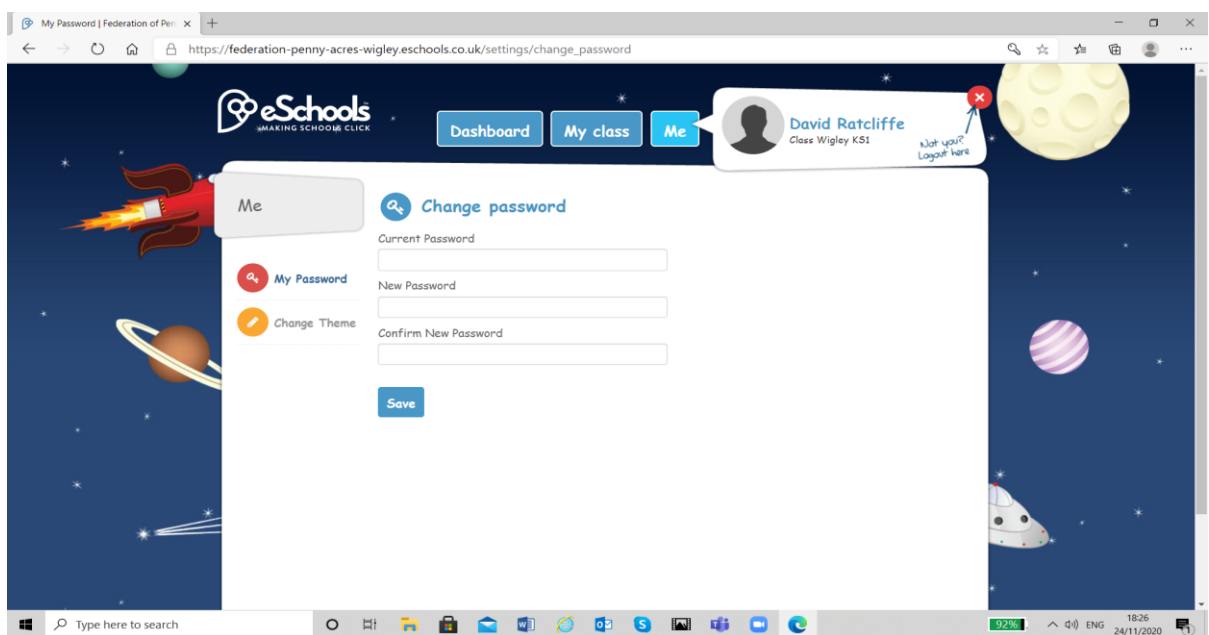 My Password | Federation of Pen
https://federation-penny-acres-wigley.eschools.co.uk/settings/change_password
eSchools
MAKING SCHOOLS CLICK
Dashboard
My class
Me
David Ratcliffe
Class Wigley KS1
Not you?
Logout here
Me
My Password
Change Theme
Change password
Current Password
New Password
Confirm New Password
Save
Type here to search
92%
ENG
18:26
24/11/2020